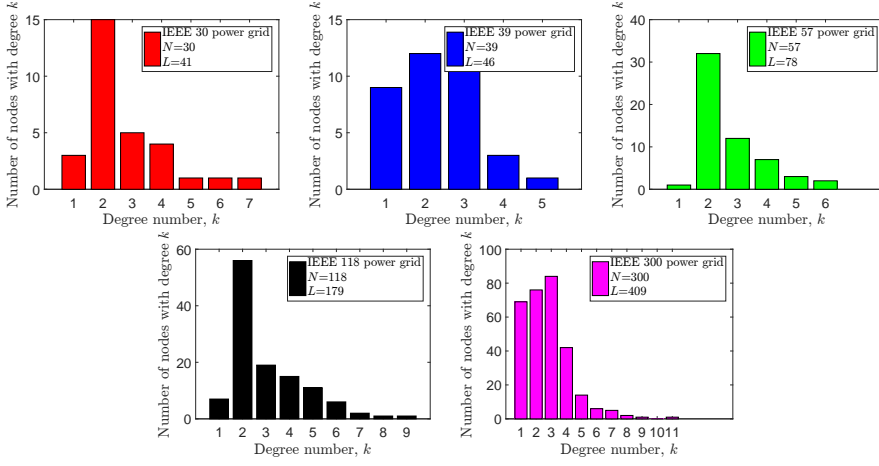 Number of nodes with degree k
15
10
5
0
IEEE 30 power grid
N=30
L=41
1 2 3 4 5 6 7
Degree number, k
Number of nodes with degree k
15
10
5
0
IEEE 39 power grid
N=39
L=46
1 2 3 4 5
Degree number, k
Number of nodes with degree k
40
30
20
10
0
IEEE 57 power grid
N=57
L=78
1 2 3 4 5 6
Degree number, k
Number of nodes with degree k
60
40
20
0
IEEE 118 power grid
N=118
L=179
1 2 3 4 5 6 7 8 9
Degree number, k
Number of nodes with degree k
100
80
60
40
20
0
IEEE 300 power grid
N=300
L=409
1 2 3 4 5 6 7 8 9 1011
Degree number, k